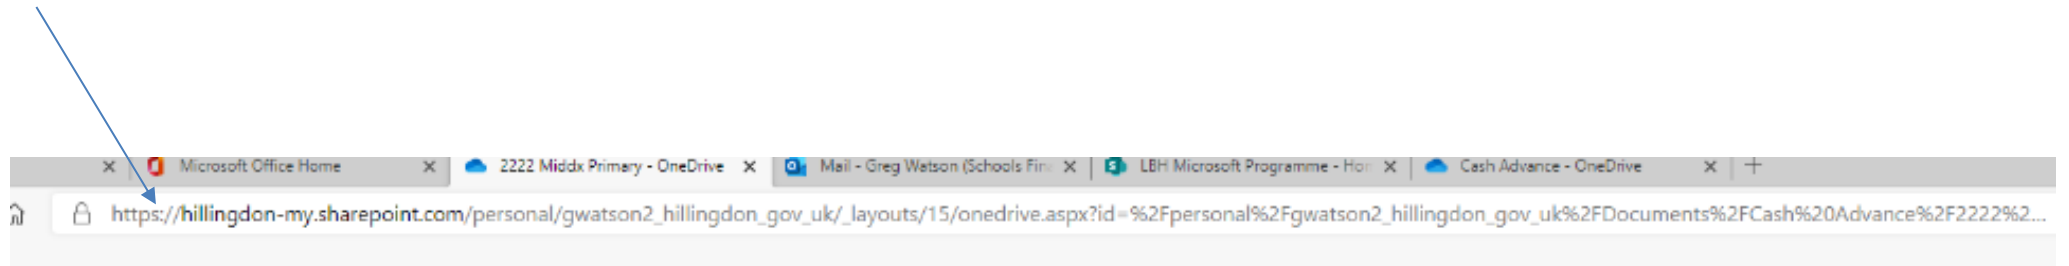 Microsoft Office Home 2222 Middx Primary - OneDrive Mail - Greg Watson (Schools Fin LBH Microsoft Programme - Hor Cash Advance - OneDrive
https://hillingdon-my.sharepoint.com/personal/gwatson2_hillingdon_gov_uk/_layouts/15/onedrive.aspx?id=%2Fpersonal%2Fgwatson2_hillingdon_gov_uk%2FDocuments%2FCash%20Advance%2F2222%2...